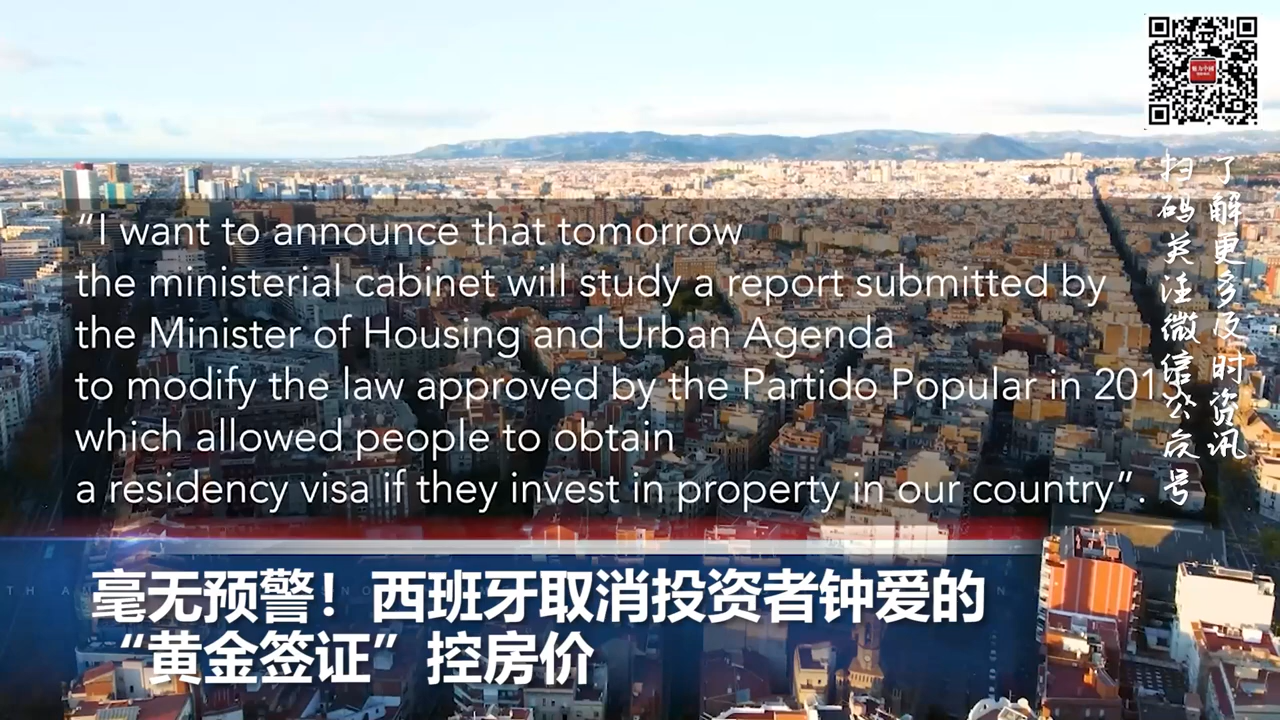 “I want to announce that tomorrow
the ministerial cabinet will study a report submitted by
the Minister of Housing and Urban Agenda
to modify the law approved by the Partido Popular in 201
which allowed people to obtain
a residency visa if they invest in property in our country”.
了解更多及时资讯
扫码关注微信公众号
毫无预警！西班牙取消投资者钟爱的
“黄金签证”控房价